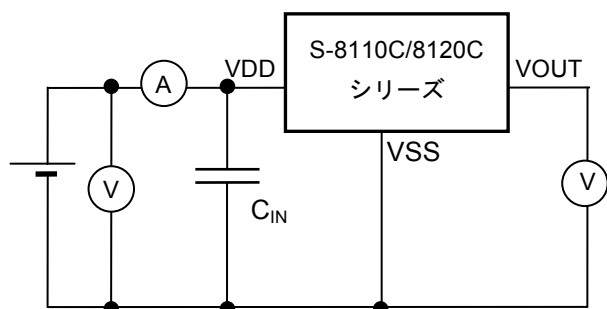 S-8110C/8120C
シリーズ
VDD
VOUT
A
VSS
V
CIN
V